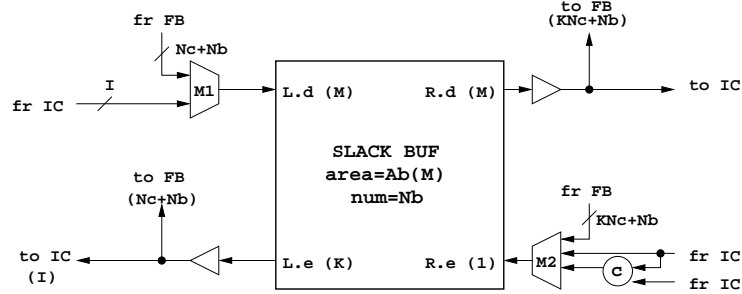 to FB
(KNc+Nb)
fr FB
Nc+Nb
I
M1
fr IC
L.d (M)
R.d (M)
to IC
SLACK BUF
area=Ab(M)
num=Nb
to FB
(Nc+Nb)
fr FB
KNc+Nb
to IC
(I)
L.e (K)
R.e (1)
M2
fr IC
C
fr IC